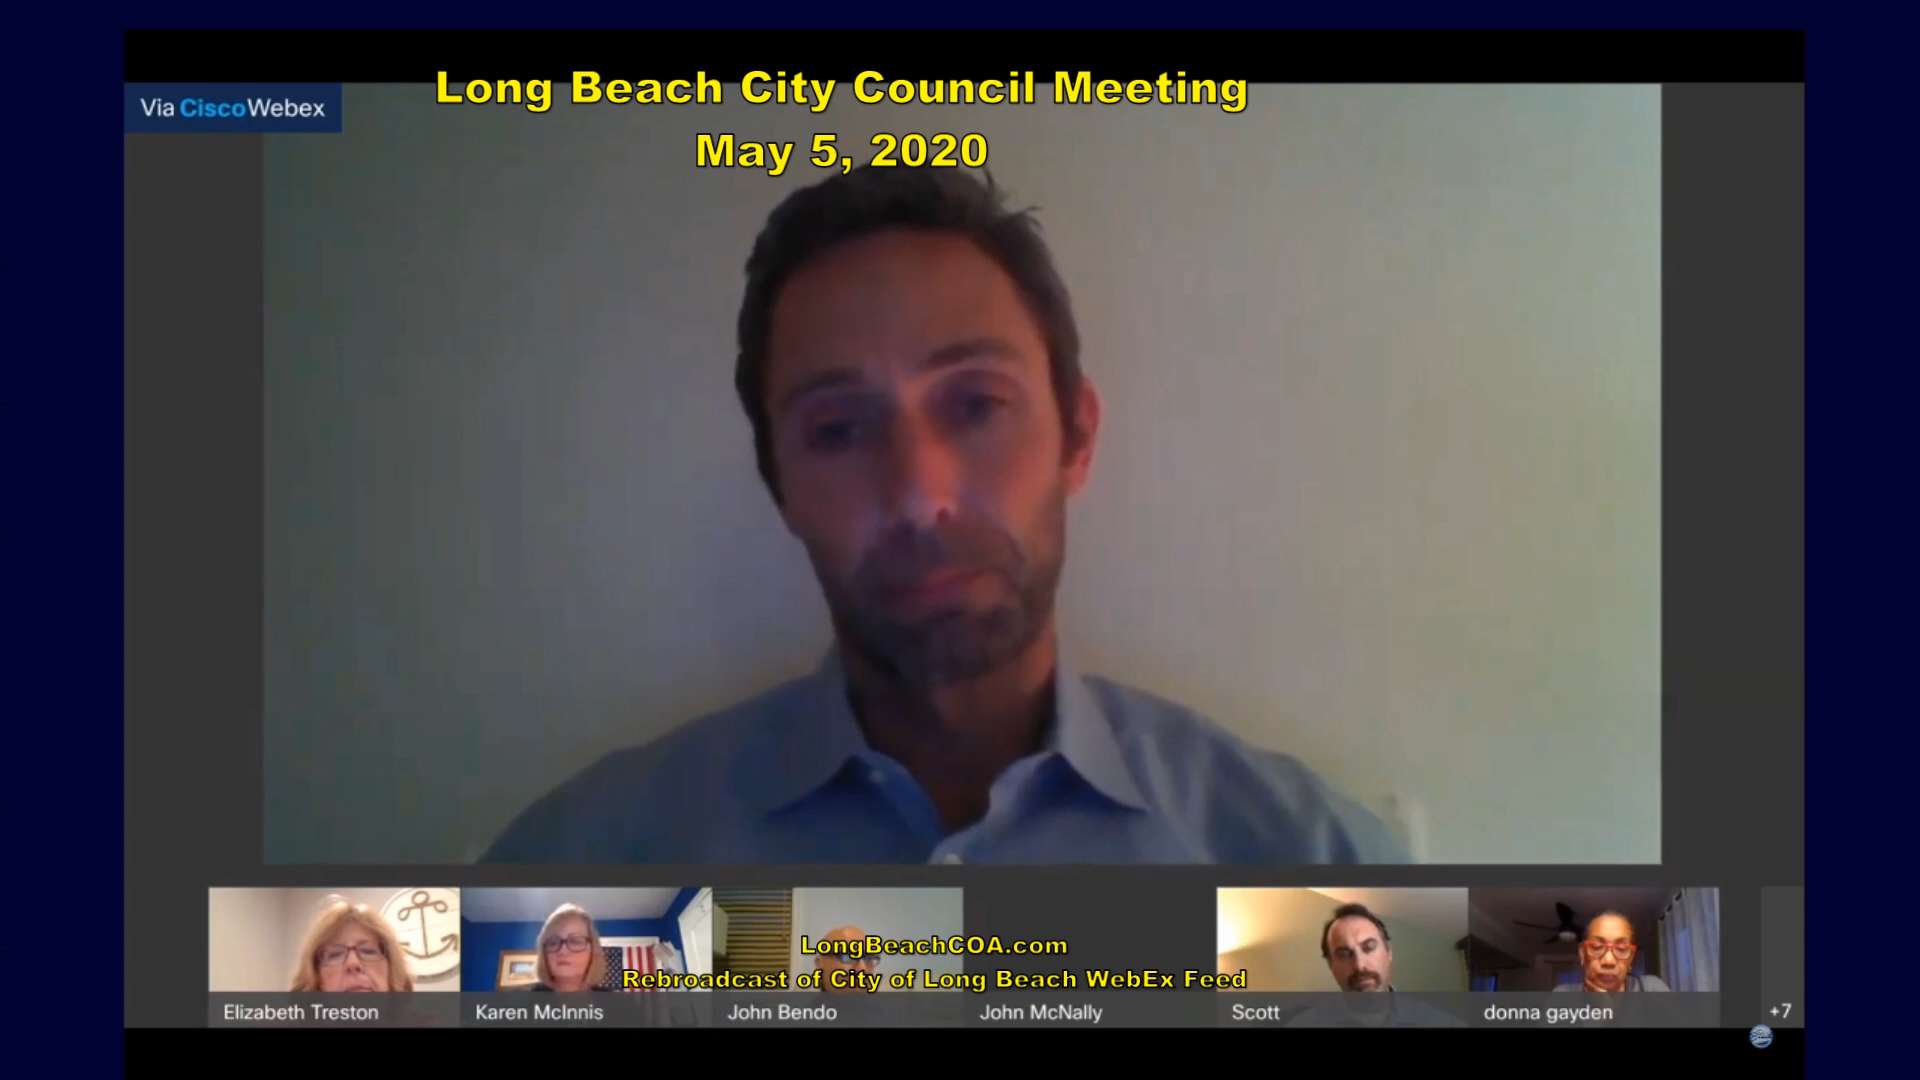 Via CiscoWebex
Long Beach City Council Meeting
May 5, 2020
LongBeachCOA.com
Rebroadcast of City of Long Beach WebEx Feed
Elizabeth Treston
Karen McInnis
John Bendo
John McNally
Scott
donna gayden
+7